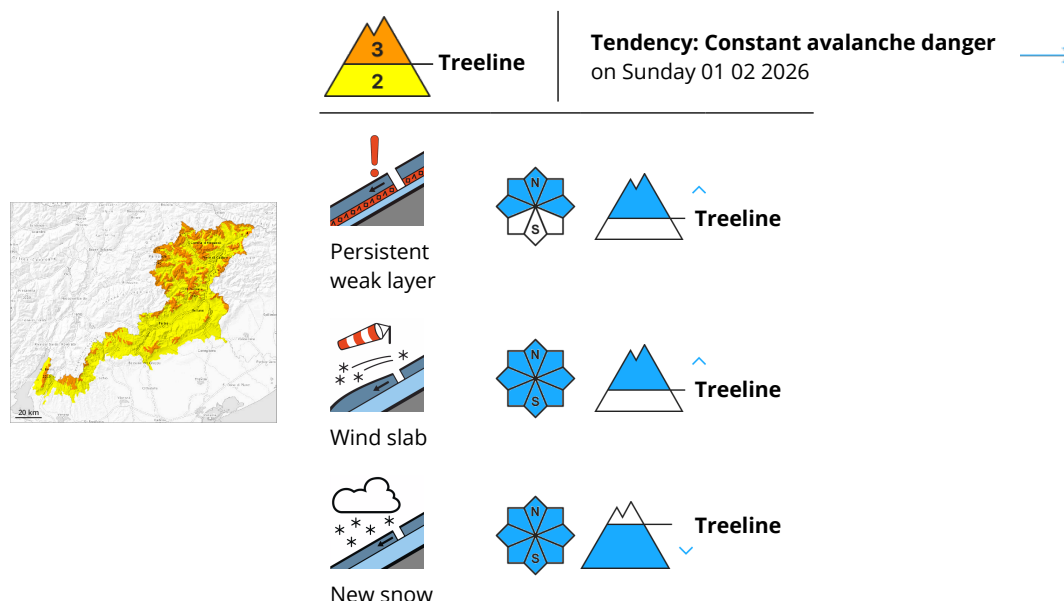 3
2
Treeline
Tendency: Constant avalanche danger
on Sunday 01 02 2026
N
S
Treeline
Persistent
weak layer
20 km
N
S
Treeline
Wind slab
N
S
Treeline
New snow